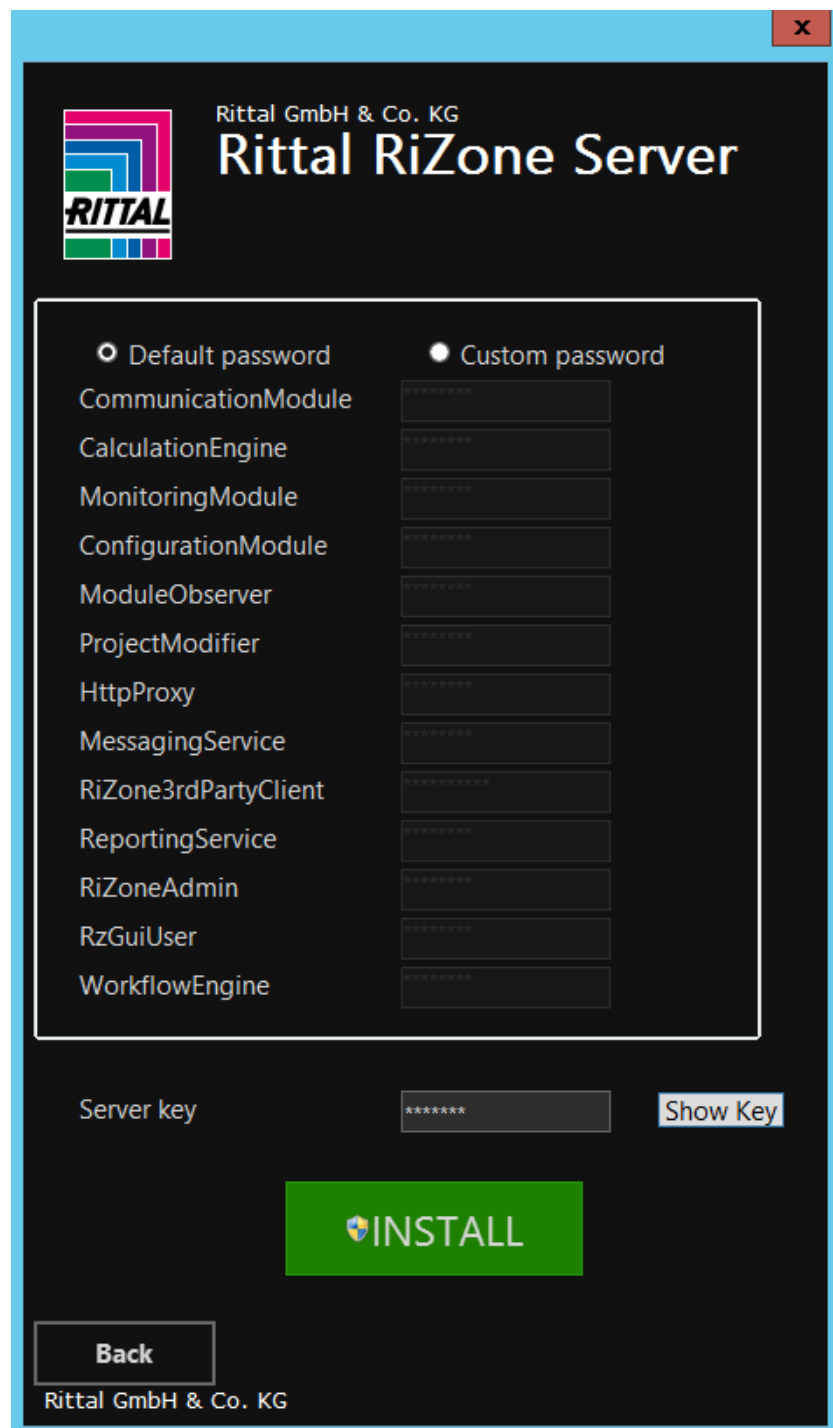 x
Rittal GmbH & Co. KG
Rittal RiZone Server
RITTAL
Default password Custom password
CommunicationModule ********
CalculationEngine ********
MonitoringModule ********
ConfigurationModule ********
ModuleObserver ********
ProjectModifier ********
HttpProxy ********
MessagingService ********
RiZone3rdPartyClient **********
ReportingService ********
RiZoneAdmin ********
RzGuiUser ********
WorkflowEngine ********
Server key ******* Show Key
INSTALL
Back
Rittal GmbH & Co. KG